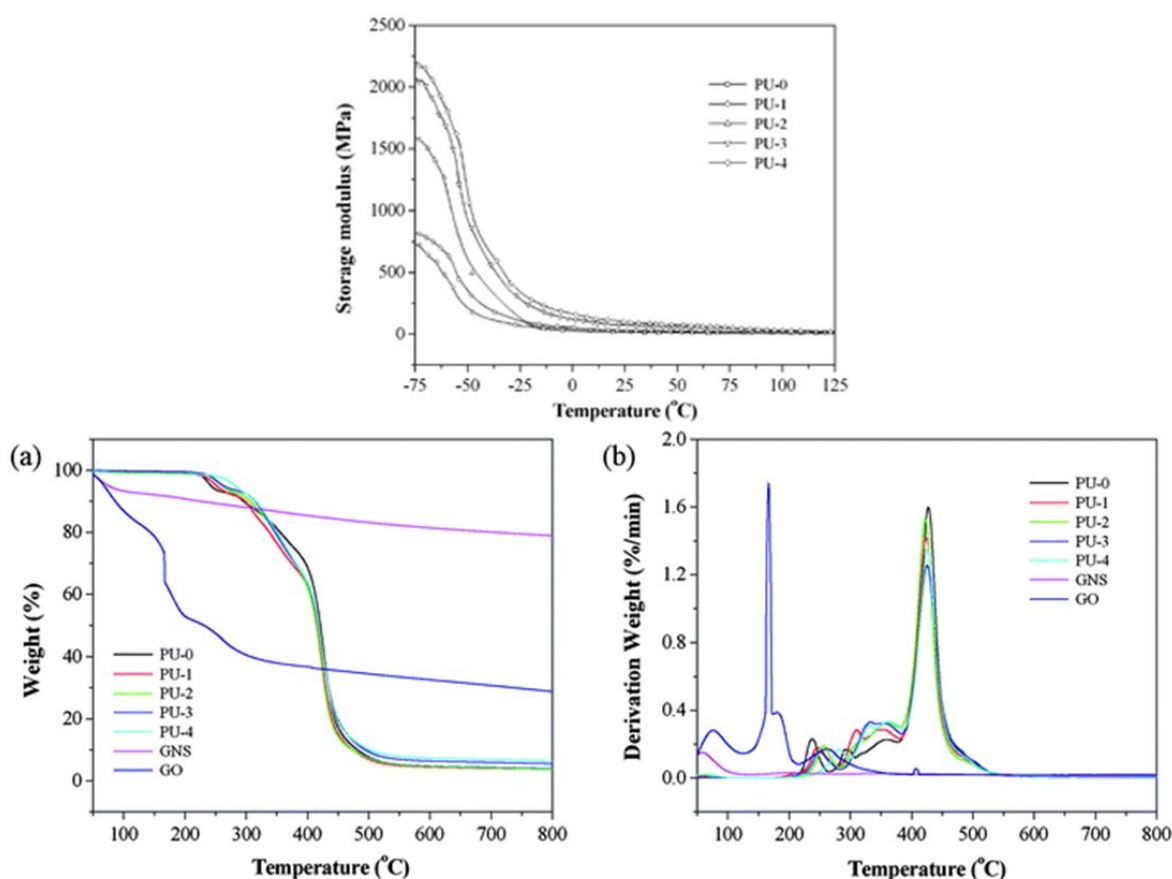 2500
2000
1500
1000
500
0
Storage modulus (MPa)
PU-0
PU-1
PU-2
PU-3
PU-4
-75 -50 -25 0 25 50 75 100 125
Temperature (°C)
(a)
100
80
60
40
20
0
Weight (%)
PU-0
PU-1
PU-2
PU-3
PU-4
GNS
GO
100 200 300 400 500 600 700 800
Temperature (°C)
(b)
2.0
1.6
1.2
0.8
0.4
0.0
Derivation Weight (%/min)
PU-0
PU-1
PU-2
PU-3
PU-4
GNS
GO
100 200 300 400 500 600 700 800
Temperature (°C)